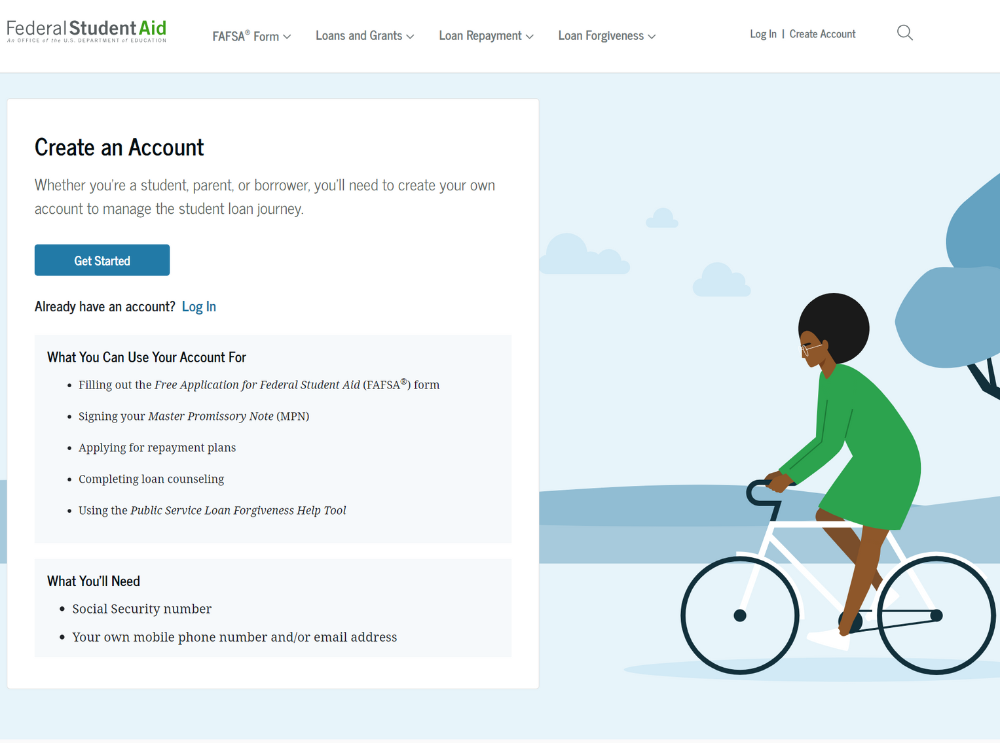 Federal Student Aid
An OFFICE of the U.S. DEPARTMENT of EDUCATION
FAFSA® Form
Loans and Grants
Loan Repayment
Loan Forgiveness
Log In | Create Account
Create an Account
Whether you’re a student, parent, or borrower, you’ll need to create your own
account to manage the student loan journey.
Get Started
Already have an account? Log In
What You Can Use Your Account For
• Filling out the Free Application for Federal Student Aid (FAFSA®) form
• Signing your Master Promissory Note (MPN)
• Applying for repayment plans
• Completing loan counseling
• Using the Public Service Loan Forgiveness Help Tool
What You’ll Need
• Social Security number
• Your own mobile phone number and/or email address